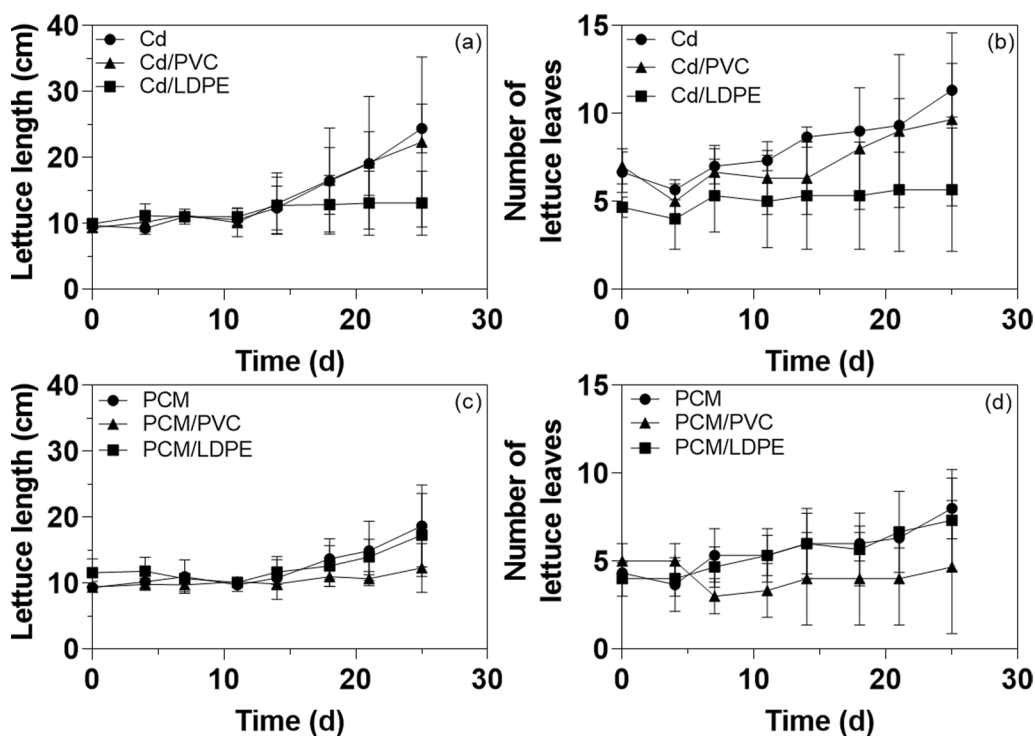 (a)
Cd
Cd/PVC
Cd/LDPE
Lettuce length (cm)
40
30
20
10
0
0
10
20
30
Time (d)
(b)
Cd
Cd/PVC
Cd/LDPE
Number of
lettuce leaves
15
10
5
0
0
10
20
30
Time (d)
(c)
PCM
PCM/PVC
PCM/LDPE
Lettuce length (cm)
40
30
20
10
0
0
10
20
30
Time (d)
(d)
PCM
PCM/PVC
PCM/LDPE
Number of
lettuce leaves
15
10
5
0
0
10
20
30
Time (d)